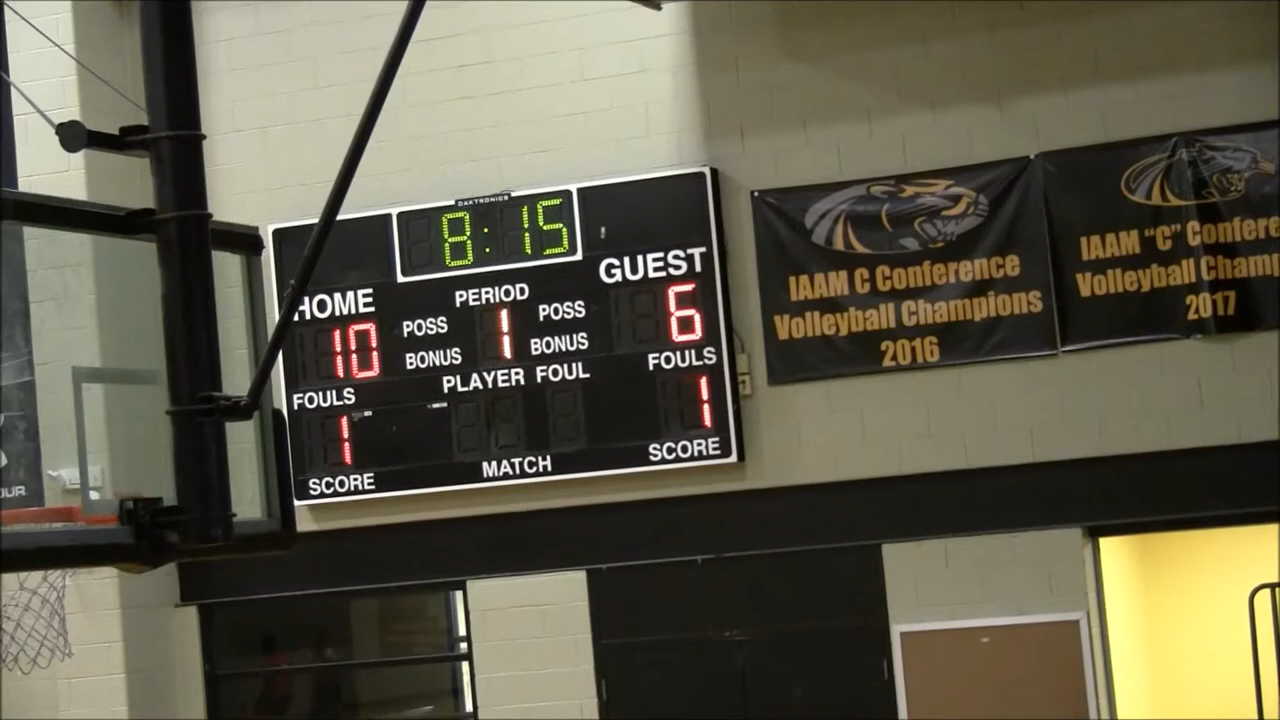 DAKTRONICS
8:15
HOME
PERIOD
GUEST
10
POSS
1
POSS
6
BONUS
BONUS
FOULS
PLAYER FOUL
FOULS
1
1
SCORE
MATCH
SCORE
IAAM C Conference
Volleyball Champions
2016
IAAM "C" Confere
Volleyball Champ
2017
OUR